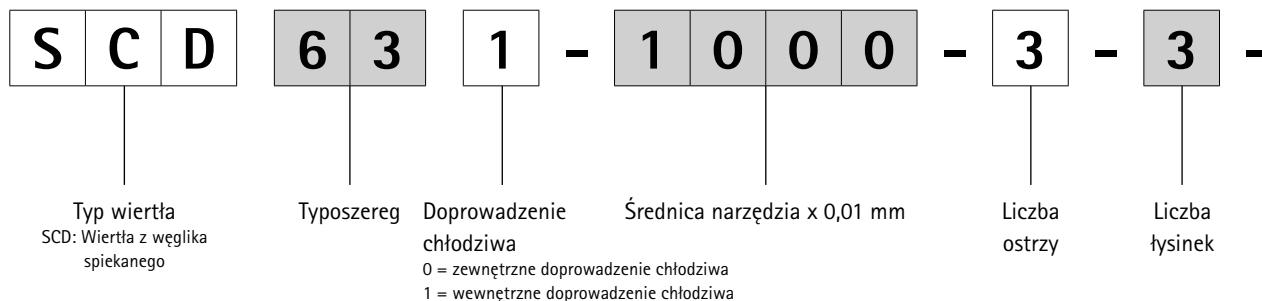 S C D 6 3 1 - 1 0 0 0 - 3 - 3 -
Typ wiertła
SCD: Wiertła z węglika
spiekanego
Typoszereg
Doprowadzenie
chłodziwa
0 = zewnętrzne doprowadzenie chłodziwa
1 = wewnętrzne doprowadzenie chłodziwa
Średnica narzędzia x 0,01 mm
Liczba
ostrzy
Liczba
łysinek